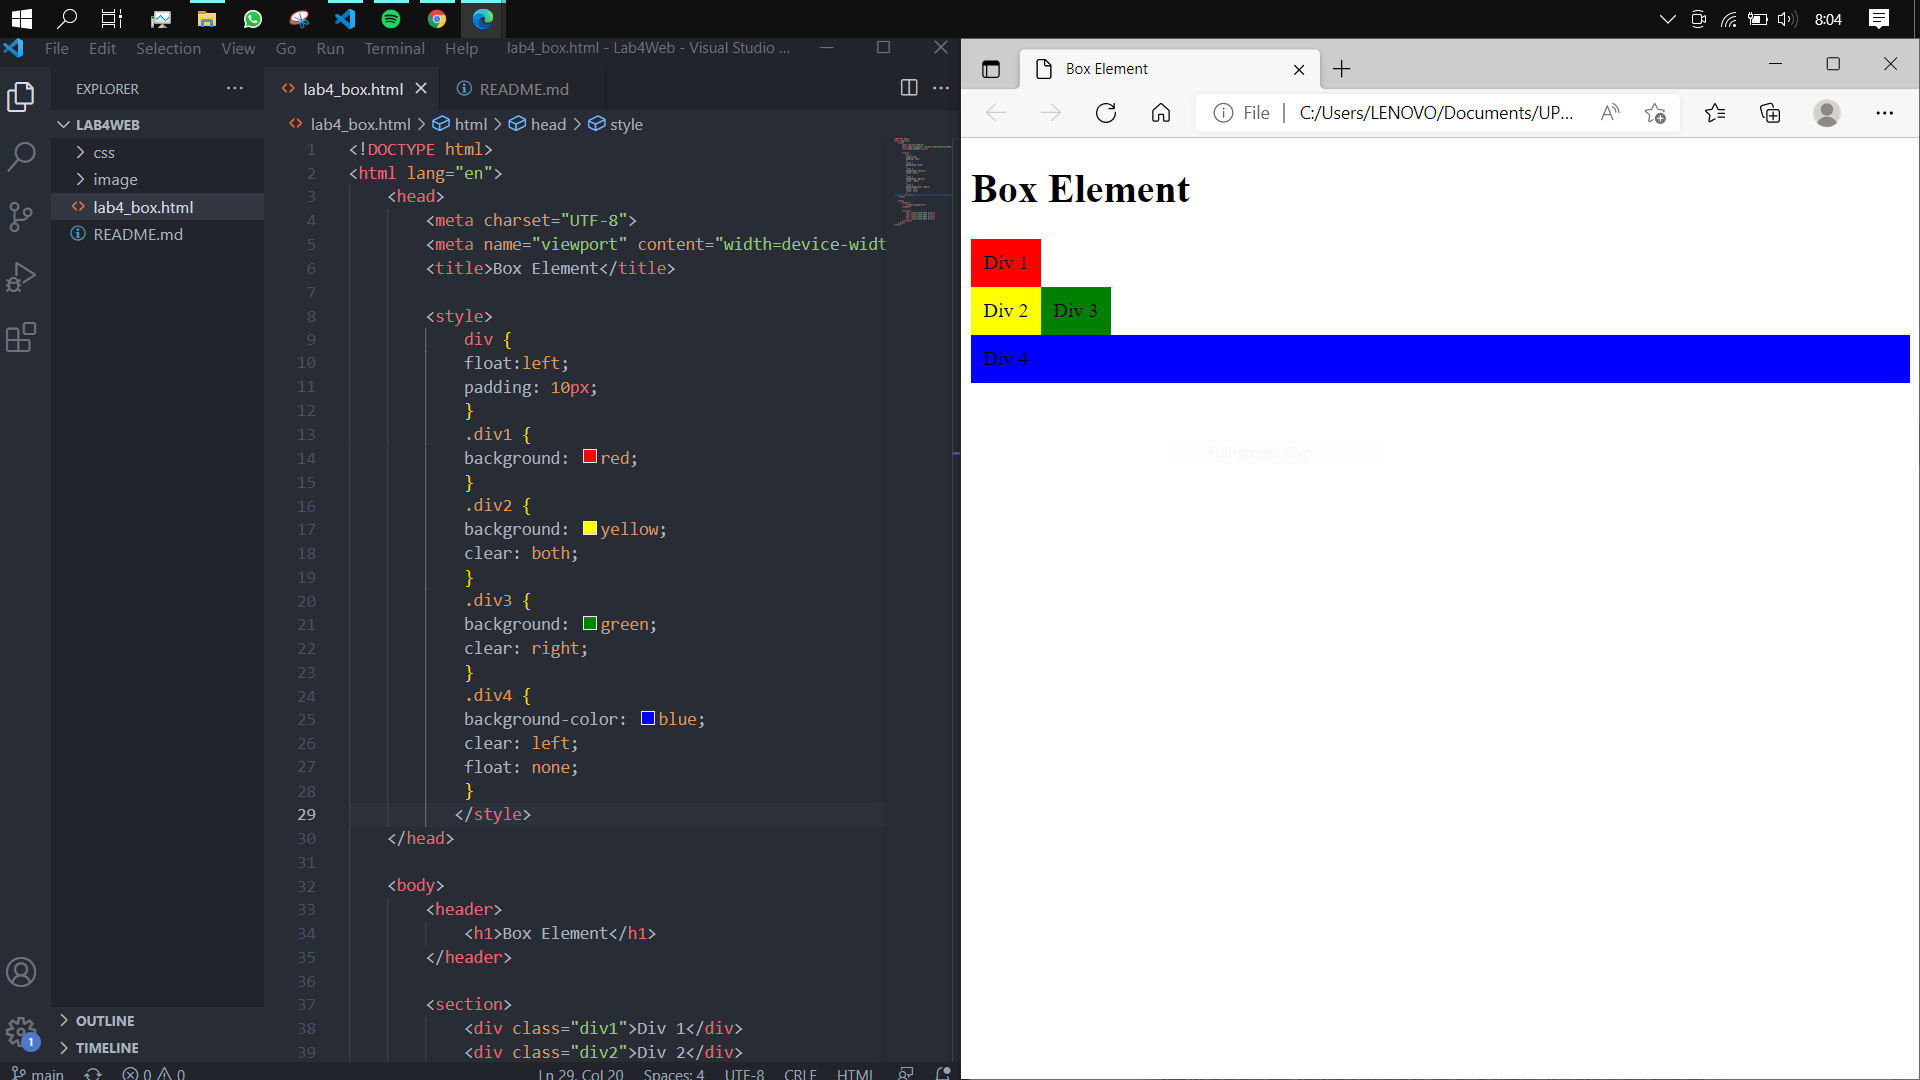 8:04
File Edit Selection View Go Run Terminal Help lab4_box.html - Lab4Web - Visual Studio ...
EXPLORER
LAB4WEB
css
image
lab4_box.html
README.md
OUTLINE
TIMELINE
1
lab4_box.html README.md
lab4_box.html > html > head > style
1 <!DOCTYPE html>
2 <html lang="en">
3 <head>
4 <meta charset="UTF-8">
5 <meta name="viewport" content="width=device-widt
6 <title>Box Element</title>
7
8 <style>
9 div {
10 float:left;
11 padding: 10px;
12 }
13 .div1 {
14 background: red;
15 }
16 .div2 {
17 background: yellow;
18 clear: both;
19 }
20 .div3 {
21 background: green;
22 clear: right;
23 }
24 .div4 {
25 background-color: blue;
26 clear: left;
27 float: none;
28 }
29 </style>
30 </head>
31
32 <body>
33 <header>
34 <h1>Box Element</h1>
35 </header>
36
37 <section>
38 <div class="div1">Div 1</div>
39 <div class="div2">Div 2</div>
main 0 0 Ln 29, Col 20 Spaces: 4 UTF-8 CRLF HTML
Box Element
File C:/Users/LENOVO/Documents/UP...
Box Element
Div 1
Div 2 Div 3
Div 4
Full-screen Snip